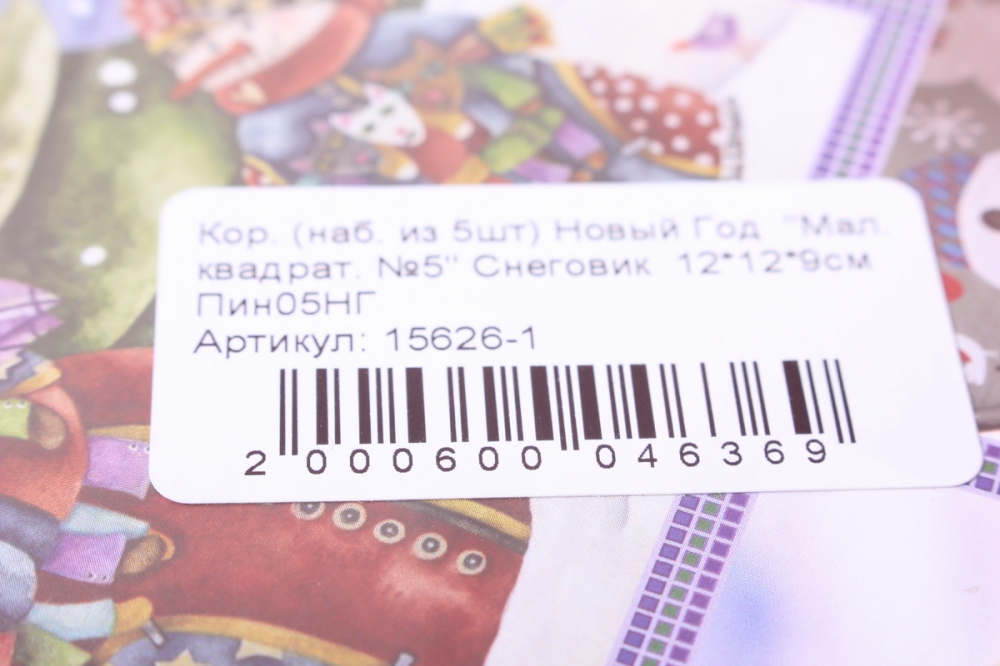 Кор. (наб. из 5шт) Новый Год "Мал.
квадрат. №5" Снеговик 12*12*9см
Пин05НГ
Артикул: 15626-1
2 000600 046369